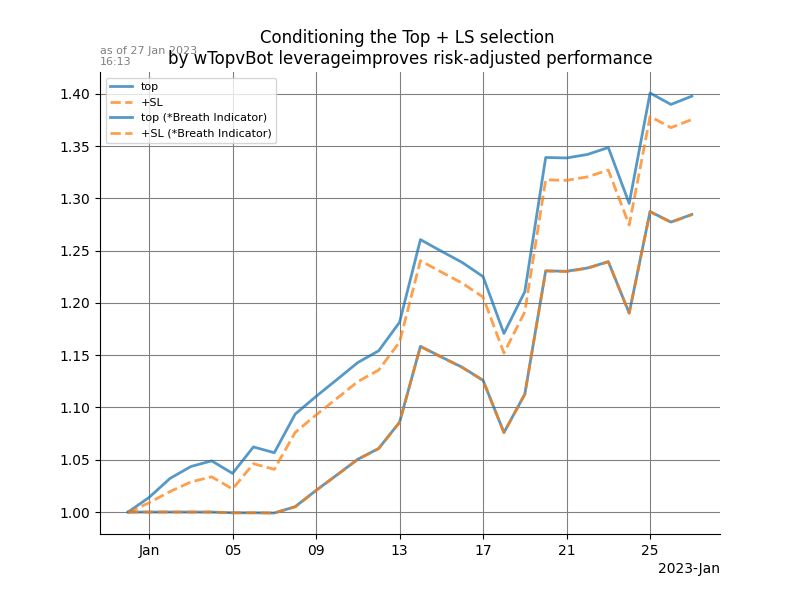 Conditioning the Top + LS selection
by wTopvBot leverageimproves risk-adjusted performance
as of 27 Jan 2023
16:13
top
+SL
top (*Breath Indicator)
+SL (*Breath Indicator)
1.40
1.35
1.30
1.25
1.20
1.15
1.10
1.05
1.00
Jan 05 09 13 17 21 25
2023-Jan